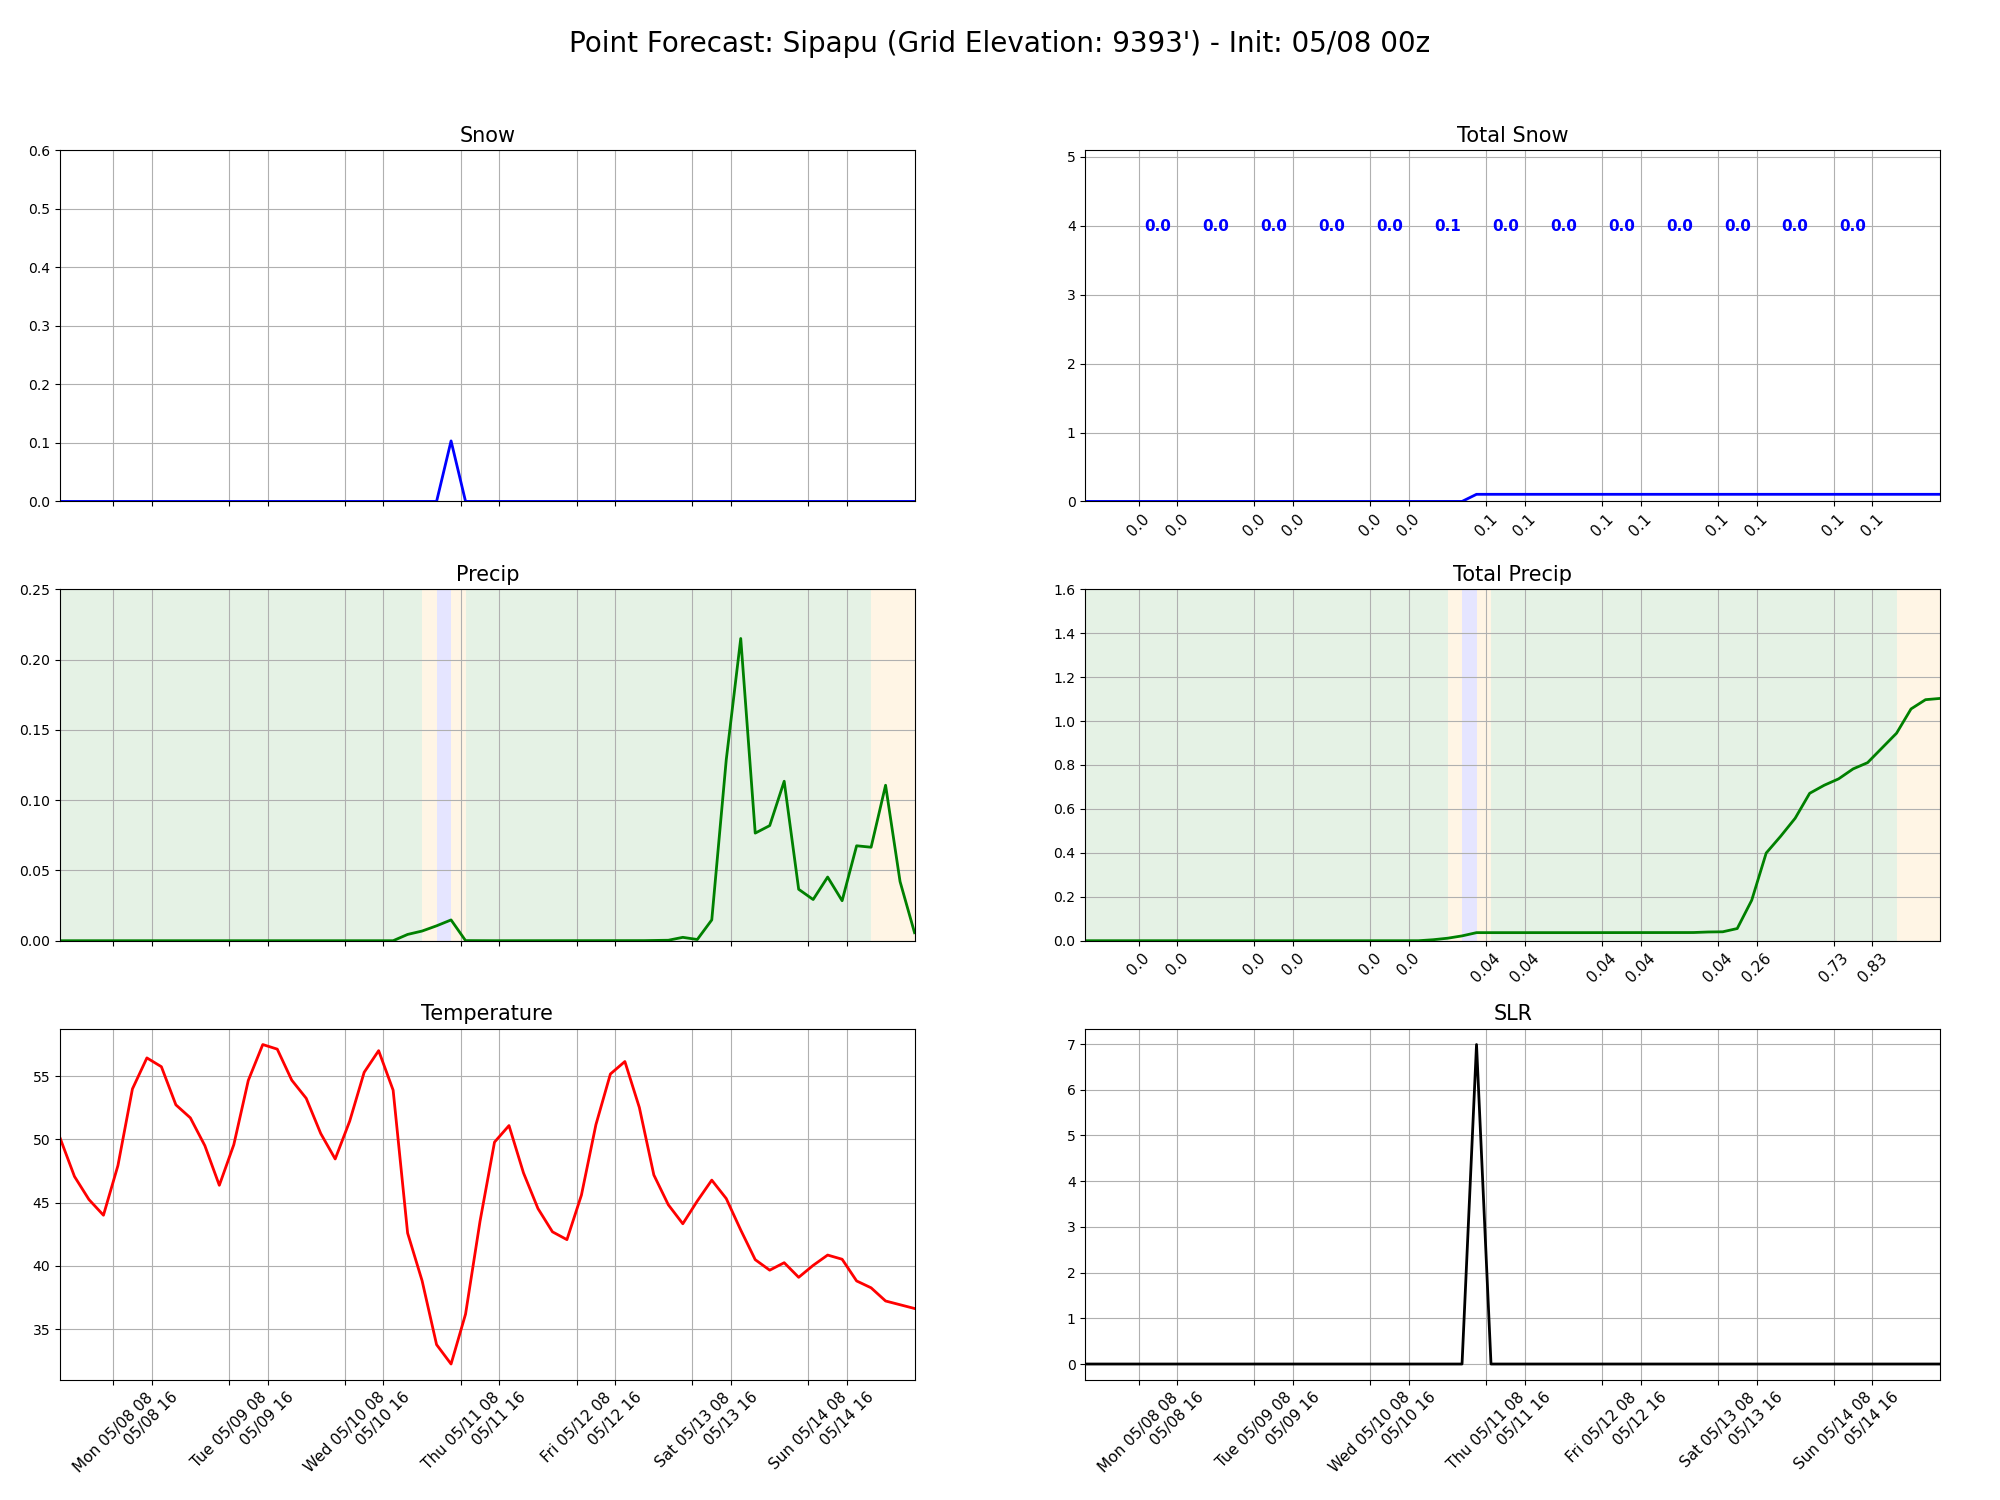 Point Forecast: Sipapu (Grid Elevation: 9393') - Init: 05/08 00z
Snow
0.6
0.5
0.4
0.3
0.2
0.1
0.0
Total Snow
5
4
3
2
1
0
0.0 0.0 0.0 0.0 0.0 0.1 0.0 0.0 0.0 0.0 0.0 0.0 0.0
0.0 0.0 0.0 0.0 0.0 0.0 0.1 0.1 0.1 0.1 0.1 0.1 0.1 0.1
Precip
0.25
0.20
0.15
0.10
0.05
0.00
Total Precip
1.6
1.4
1.2
1.0
0.8
0.6
0.4
0.2
0.0
0.0 0.0 0.0 0.0 0.0 0.0 0.04 0.04 0.04 0.04 0.04 0.26 0.73 0.83
Temperature
55
50
45
40
35
Mon 05/08 08
05/08 16
Tue 05/09 08
05/09 16
Wed 05/10 08
05/10 16
Thu 05/11 08
05/11 16
Fri 05/12 08
05/12 16
Sat 05/13 08
05/13 16
Sun 05/14 08
05/14 16
SLR
7
6
5
4
3
2
1
0
Mon 05/08 08
05/08 16
Tue 05/09 08
05/09 16
Wed 05/10 08
05/10 16
Thu 05/11 08
05/11 16
Fri 05/12 08
05/12 16
Sat 05/13 08
05/13 16
Sun 05/14 08
05/14 16